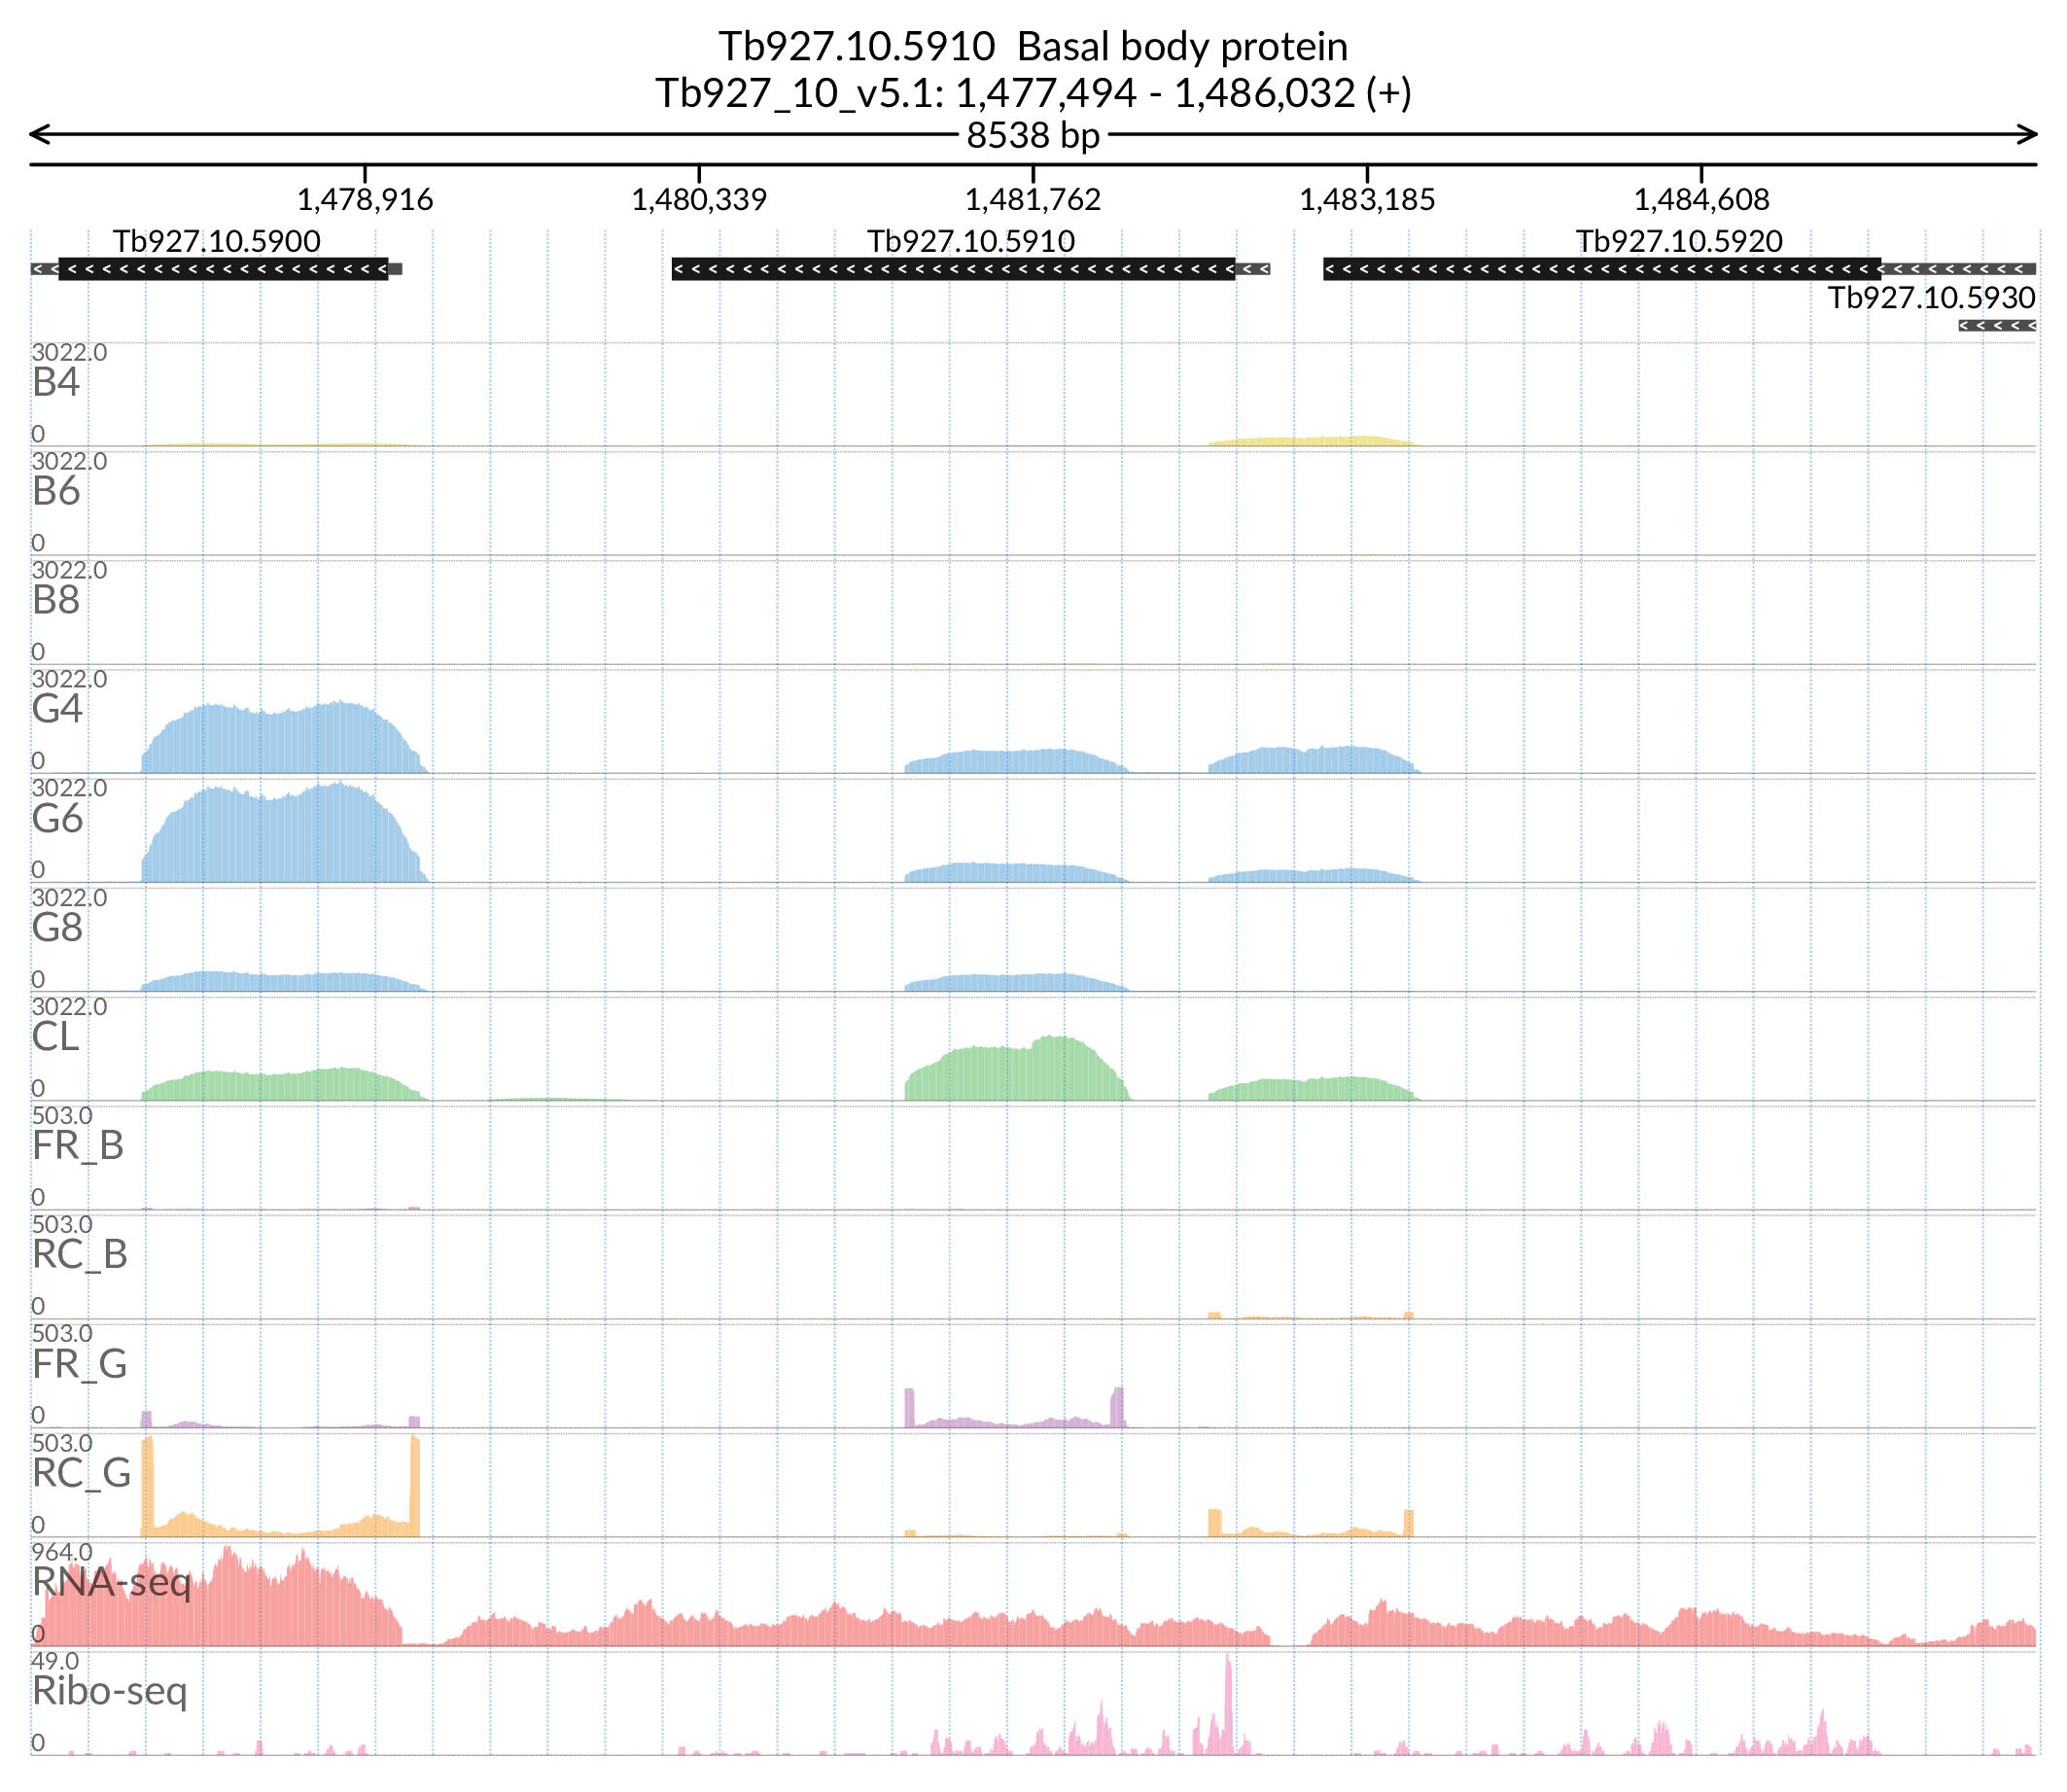 Tb927.10.5910  Basal body protein
Tb927_10_v5.1: 1,477,494 - 1,486,032 (+)
8538 bp
1,478,916 1,480,339 1,481,762 1,483,185 1,484,608
Tb927.10.5900 Tb927.10.5910 Tb927.10.5920
Tb927.10.5930
3022.0
B4
0
3022.0
B6
0
3022.0
B8
0
3022.0
G4
0
3022.0
G6
0
3022.0
G8
0
3022.0
CL
0
503.0
FR_B
0
503.0
RC_B
0
503.0
FR_G
0
503.0
RC_G
0
964.0
RNA-seq
0
49.0
Ribo-seq
0